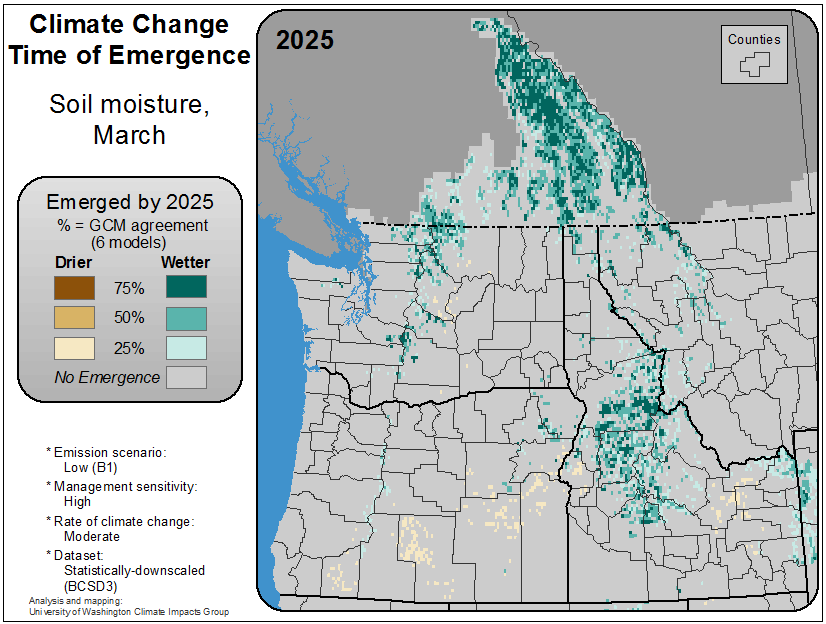 Climate Change
Time of Emergence
Soil moisture,
March
Emerged by 2025
% = GCM agreement
(6 models)
Drier
Wetter
75%
50%
25%
No Emergence
* Emission scenario:
Low (B1)
* Management sensitivity:
High
* Rate of climate change:
Moderate
* Dataset:
Statistically-downscaled
(BCSD3)
Analysis and mapping:
University of Washington Climate Impacts Group
2025
Counties